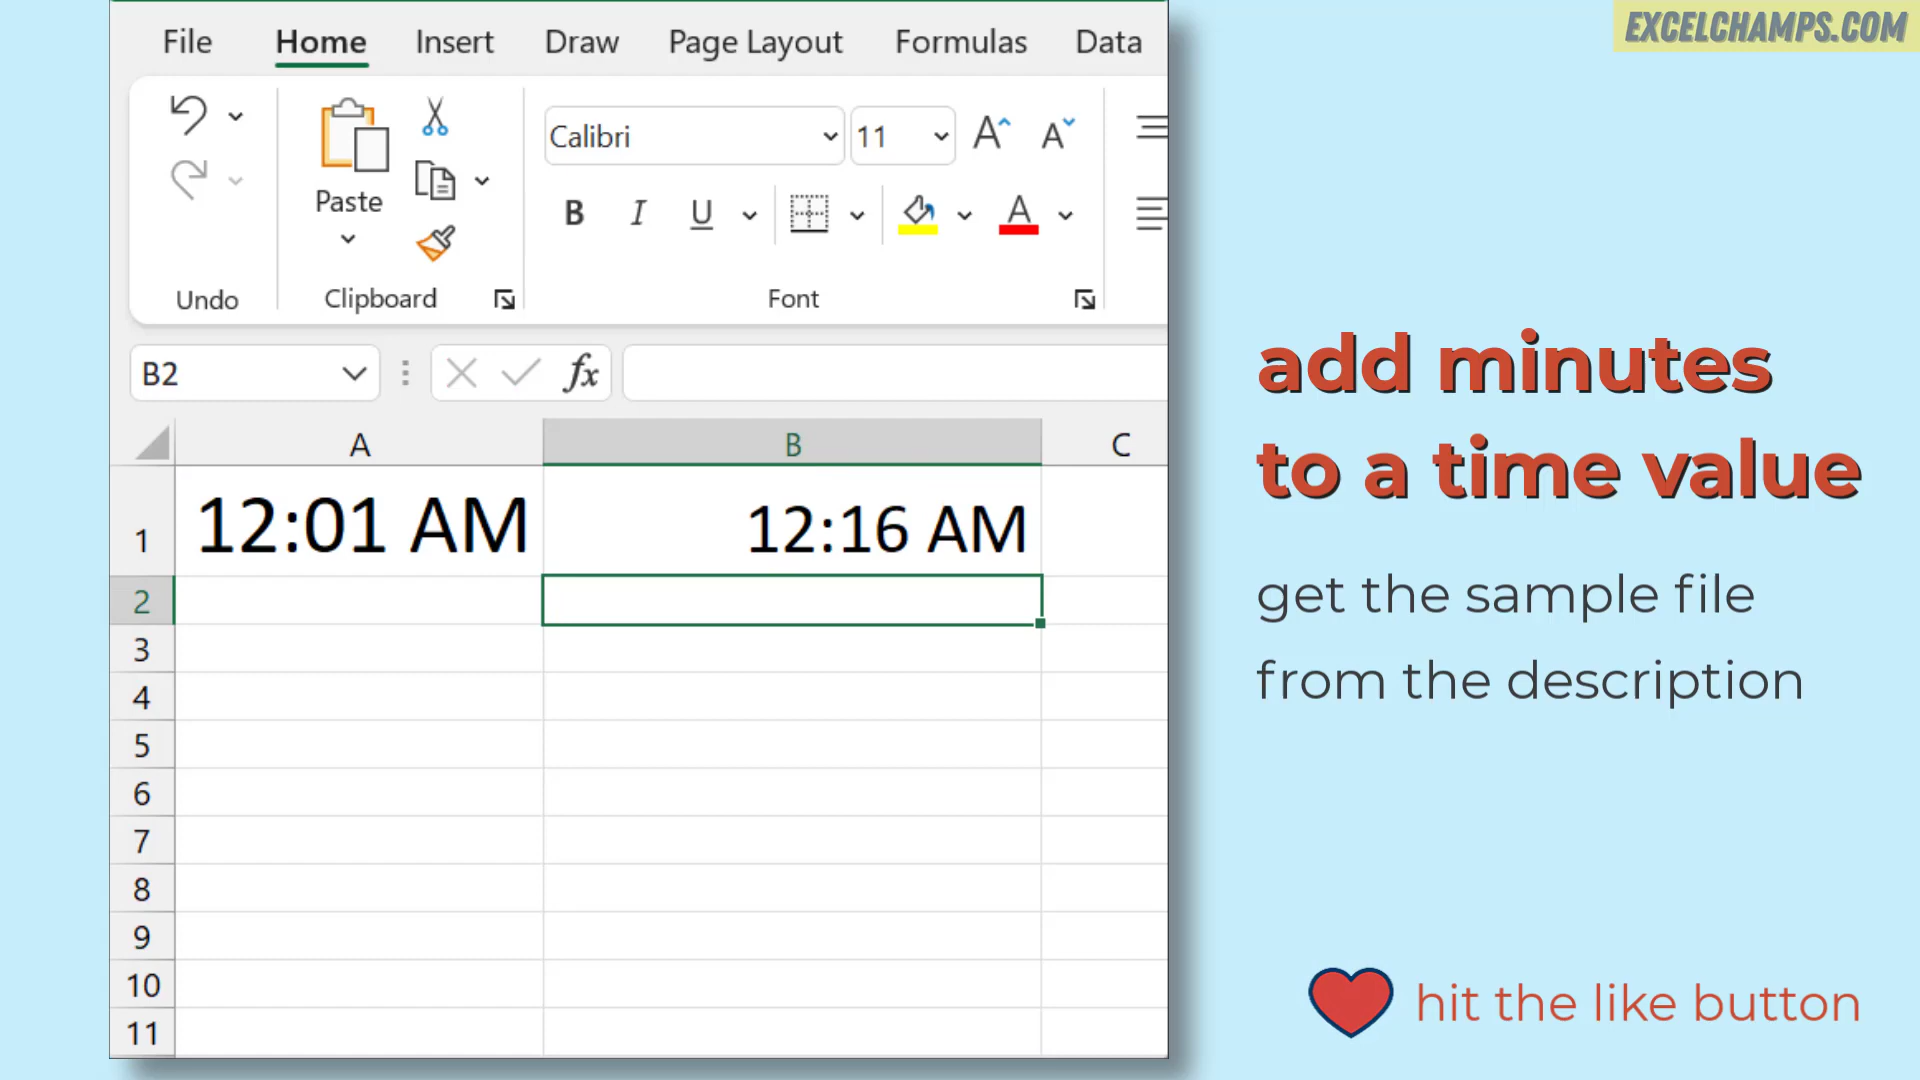 EXCELCHAMPS.COM
File Home Insert Draw Page Layout Formulas Data
Calibri 11
Paste
B I U A
Undo Clipboard Font
B2 fx
A B C
1 12:01 AM 12:16 AM
2
3
4
5
6
7
8
9
10
11
add minutes
to a time value
get the sample file
from the description
hit the like button